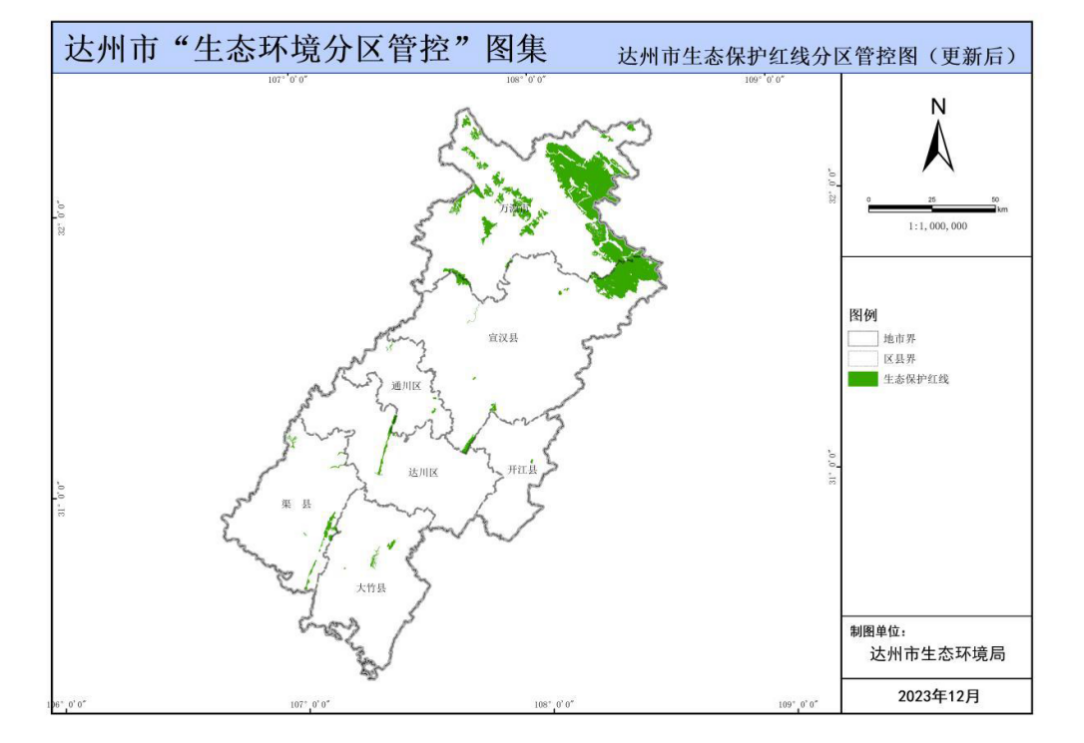 达州市“生态环境分区管控”图集
达州市生态保护红线分区管控图（更新后）
107° 0′0″
108° 0′0″
109° 0′0″
N
0 25 50
km
1:1,000,000
32° 0′0″
32° 0′0″
万源市
宣汉县
通川区
达川区
开江县
渠 县
大竹县
31° 0′0″
31° 0′0″
图例
地市界
区县界
生态保护红线
制图单位：
达州市生态环境局
2023年12月
106° 0′0″
107° 0′0″
108° 0′0″
109° 0′0″